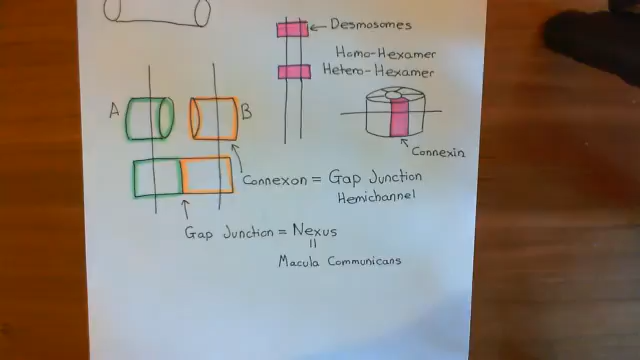 Desmosomes
Homo-Hexamer
Hetero-Hexamer
A
B
Connexin
Connexon = Gap Junction
Hemichannel
Gap Junction = Nexus
=
Macula Communicans